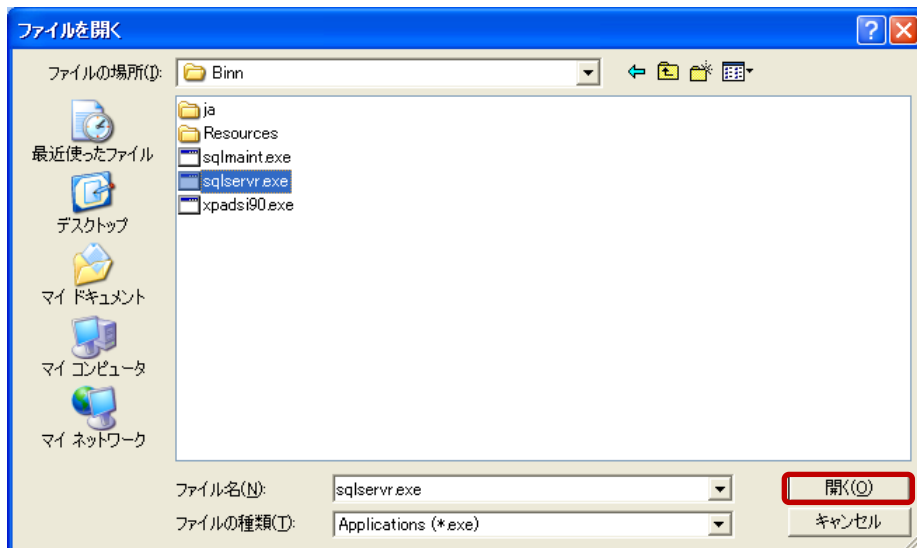 ファイルを開く
ファイルの場所(I):
Binn
最近使ったファイル
デスクトップ
マイ ドキュメント
マイ コンピュータ
マイ ネットワーク
ja
Resources
sqlmaint.exe
sqlservr.exe
xpadsi90.exe
ファイル名(N):
sqlservr.exe
開く(O)
ファイルの種類(T):
Applications (*.exe)
キャンセル